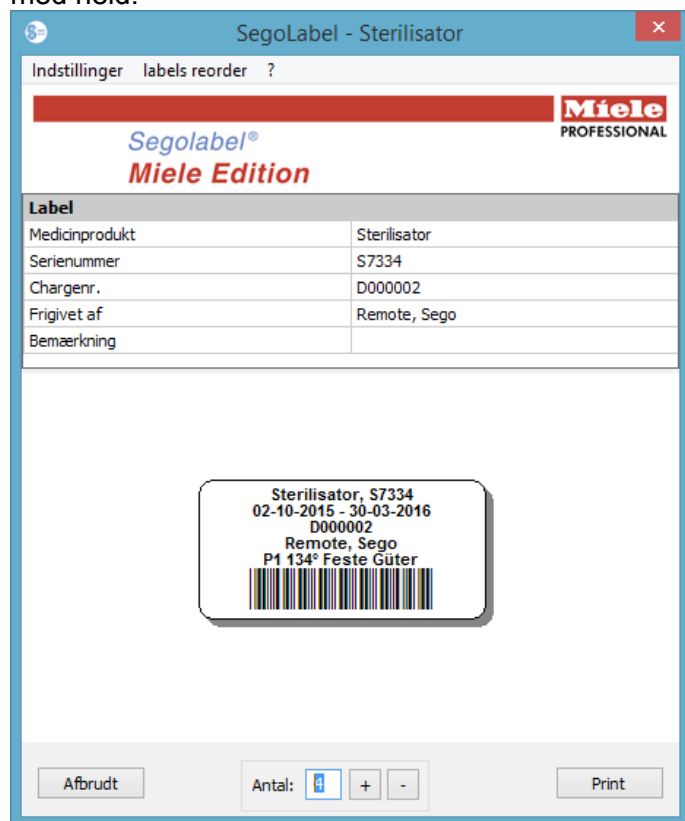 med held.
SegoLabel - Sterilisator
Indstillinger labels reorder ?
Miele
PROFESSIONAL
Segolabel®
Miele Edition
Label
Medicinprodukt Sterilisator
Serienummer S7334
Chargenr. D000002
Frigivet af Remote, Sego
Bemærkning
Sterilisator, S7334
02-10-2015 - 30-03-2016
D000002
Remote, Sego
P1 134° Feste Güter
Afbrudt Antal: 4 + - Print